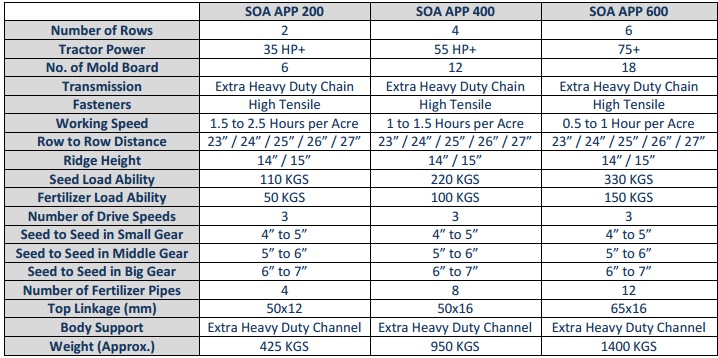 SOA APP 200 SOA APP 400 SOA APP 600
Number of Rows 2 4 6
Tractor Power 35 HP+ 55 HP+ 75+
No. of Mold Board 6 12 18
Transmission Extra Heavy Duty Chain Extra Heavy Duty Chain Extra Heavy Duty Chain
Fasteners High Tensile High Tensile High Tensile
Working Speed 1.5 to 2.5 Hours per Acre 1 to 1.5 Hours per Acre 0.5 to 1 Hour per Acre
Row to Row Distance 23” / 24” / 25” / 26” / 27” 23” / 24” / 25” / 26” / 27” 23” / 24” / 25” / 26” / 27”
Ridge Height 14” / 15” 14” / 15” 14” / 15”
Seed Load Ability 110 KGS 220 KGS 330 KGS
Fertilizer Load Ability 50 KGS 100 KGS 150 KGS
Number of Drive Speeds 3 3 3
Seed to Seed in Small Gear 4” to 5” 4” to 5” 4” to 5”
Seed to Seed in Middle Gear 5” to 6” 5” to 6” 5” to 6”
Seed to Seed in Big Gear 6” to 7” 6” to 7” 6” to 7”
Number of Fertilizer Pipes 4 8 12
Top Linkage (mm) 50x12 50x16 65x16
Body Support Extra Heavy Duty Channel Extra Heavy Duty Channel Extra Heavy Duty Channel
Weight (Approx.) 425 KGS 950 KGS 1400 KGS